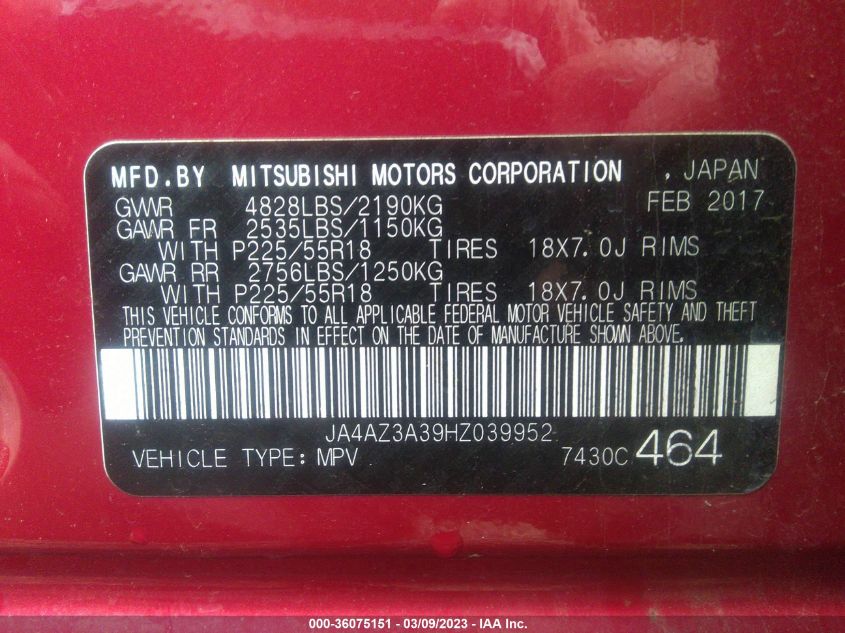 MFD.BY MITSUBISHI MOTORS CORPORATION , JAPAN
GVWR 4828LBS/2190KG FEB 2017
GAWR FR 2535LBS/1150KG
WITH P225/55R18 TIRES 18X7.0J RIMS
GAWR RR 2756LBS/1250KG
WITH P225/55R18 TIRES 18X7.0J RIMS
THIS VEHICLE CONFORMS TO ALL APPLICABLE FEDERAL MOTOR VEHICLE SAFETY AND THEFT
PREVENTION STANDARDS IN EFFECT ON THE DATE OF MANUFACTURE SHOWN ABOVE.
JA4AZ3A39HZ039952
VEHICLE TYPE:MPV 7430C 464
000-36075151 - 03/09/2023 - IAA Inc.